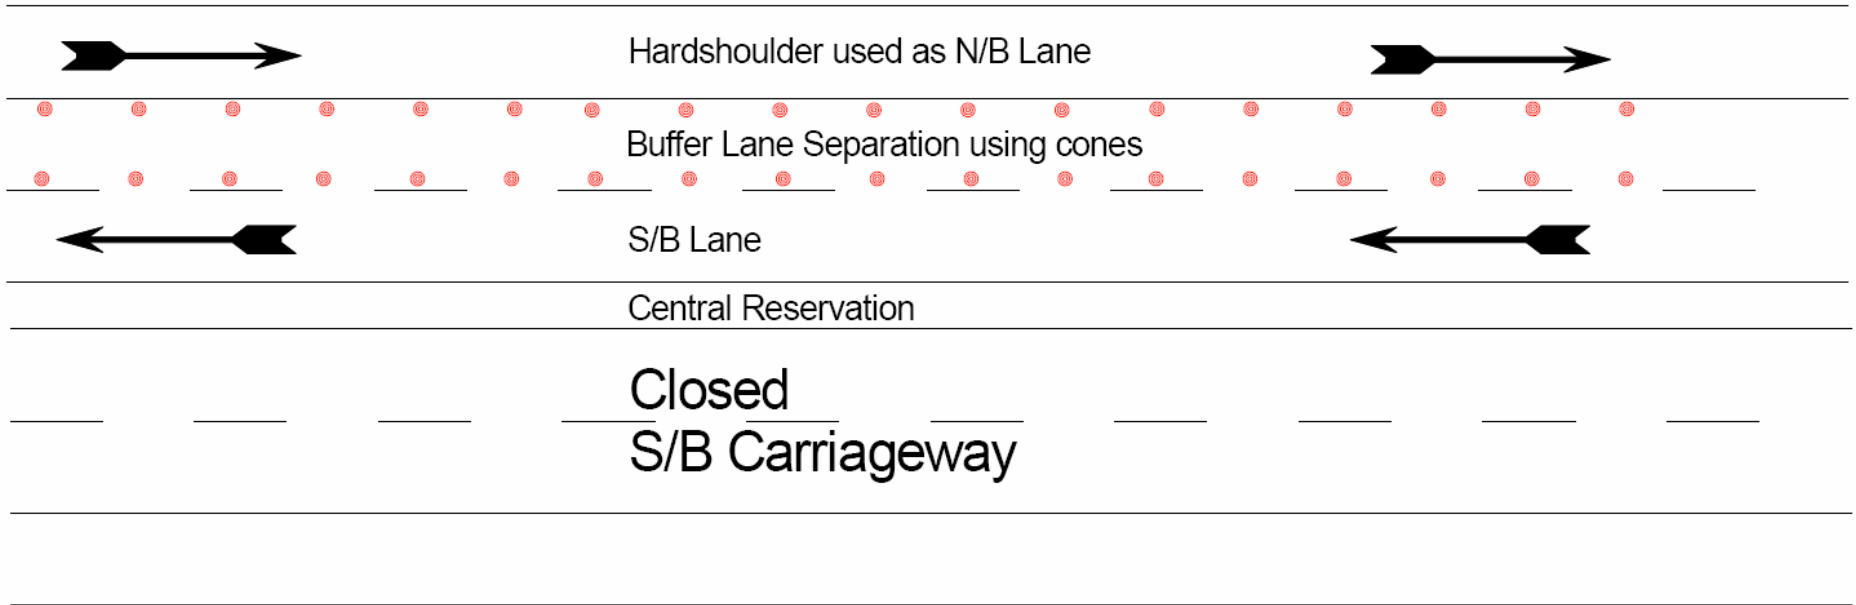 Hardshoulder used as N/B Lane
Buffer Lane Separation using cones
S/B Lane
Central Reservation
Closed
S/B Carriageway